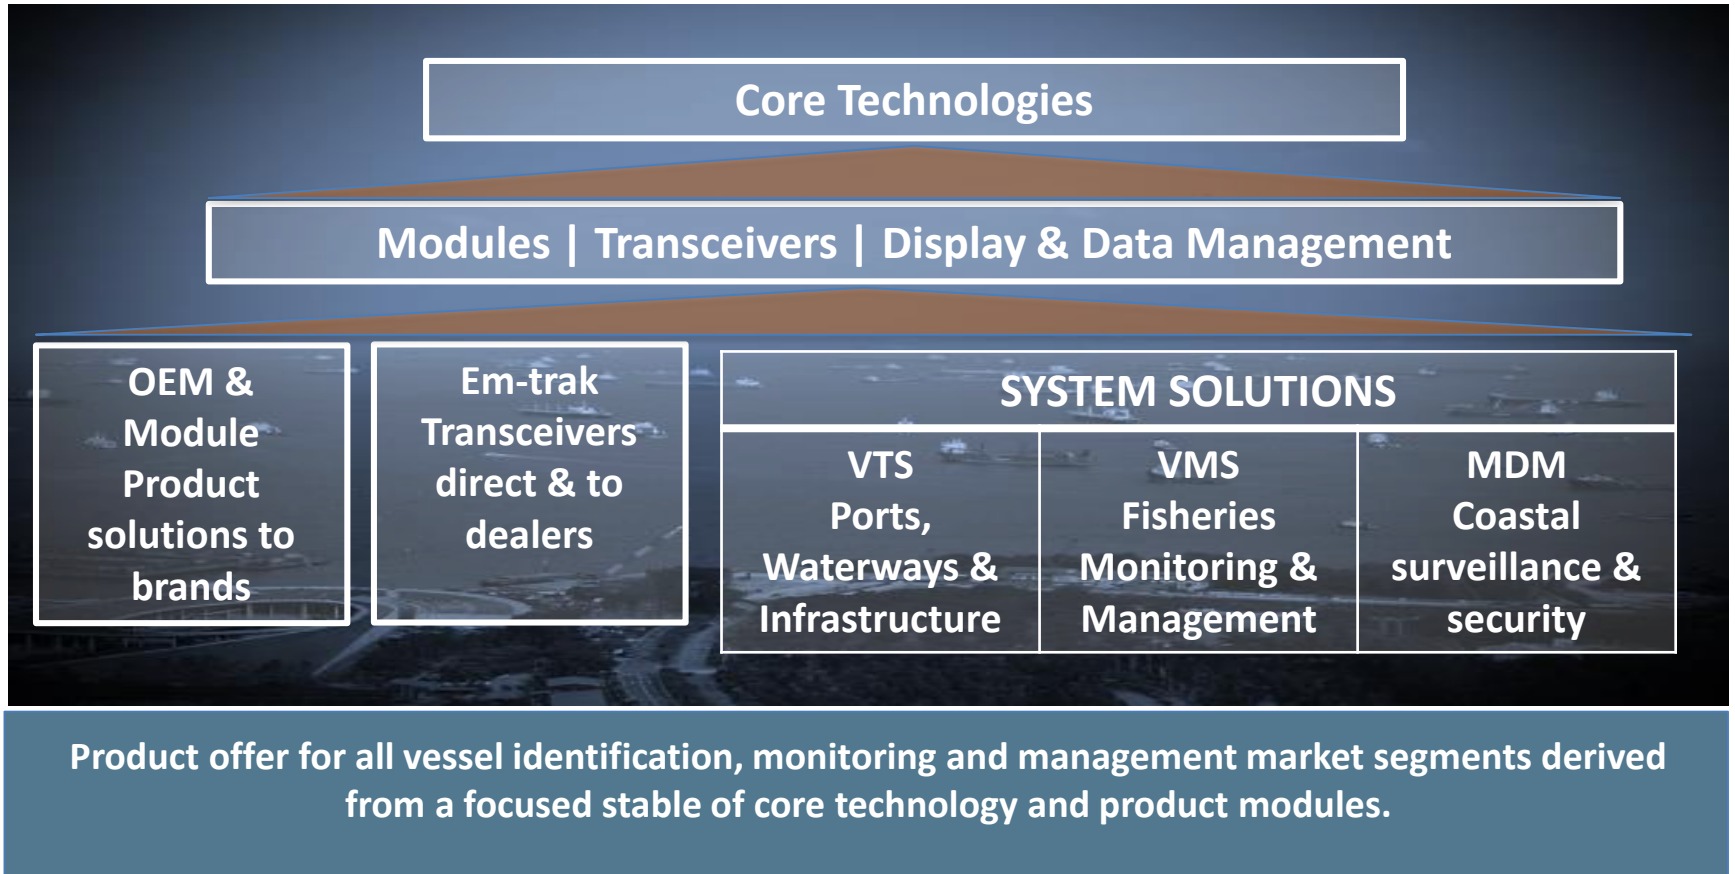 Core Technologies
Modules | Transceivers | Display & Data Management
OEM &
Module
Product
solutions to
brands
Em-trak
Transceivers
direct & to
dealers
SYSTEM SOLUTIONS
VTS
Ports,
Waterways &
Infrastructure
VMS
Fisheries
Monitoring &
Management
MDM
Coastal
surveillance &
security
Product offer for all vessel identification, monitoring and management market segments derived
from a focused stable of core technology and product modules.